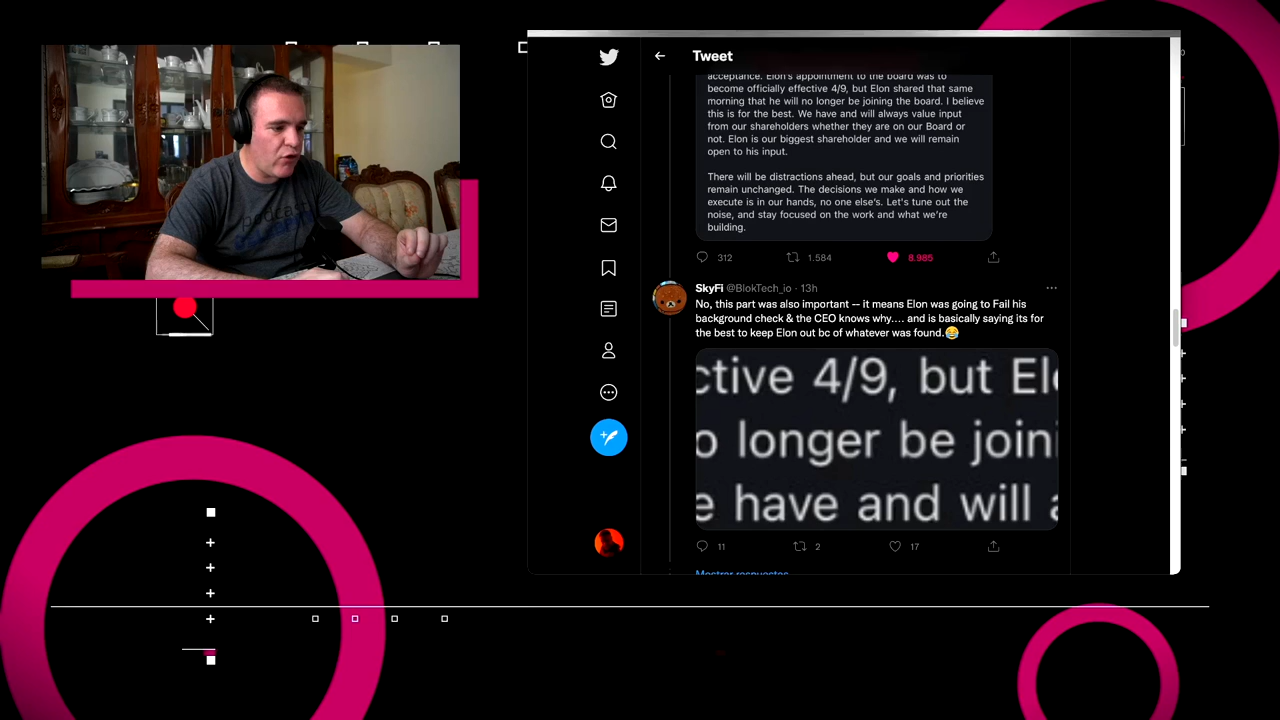 Tweet
acceptance. Elon's appointment to the board was to
become officially effective 4/9, but Elon shared that same
morning that he will no longer be joining the board. I believe
this is for the best. We have and will always value input
from our shareholders whether they are on our Board or
not. Elon is our biggest shareholder and we will remain
open to his input.
There will be distractions ahead, but our goals and priorities
remain unchanged. The decisions we make and how we
execute is in our hands, no one else's. Let's tune out the
noise, and stay focused on the work and what we're
building.
312 1.584 8.985
SkyFi @BlokTech_io · 13h
No, this part was also important -- it means Elon was going to Fail his
background check & the CEO knows why.... and is basically saying its for
the best to keep Elon out bc of whatever was found.😂
ctive 4/9, but El
o longer be joini
e have and will a
11 2 17
Mostrar respuestas
podcast